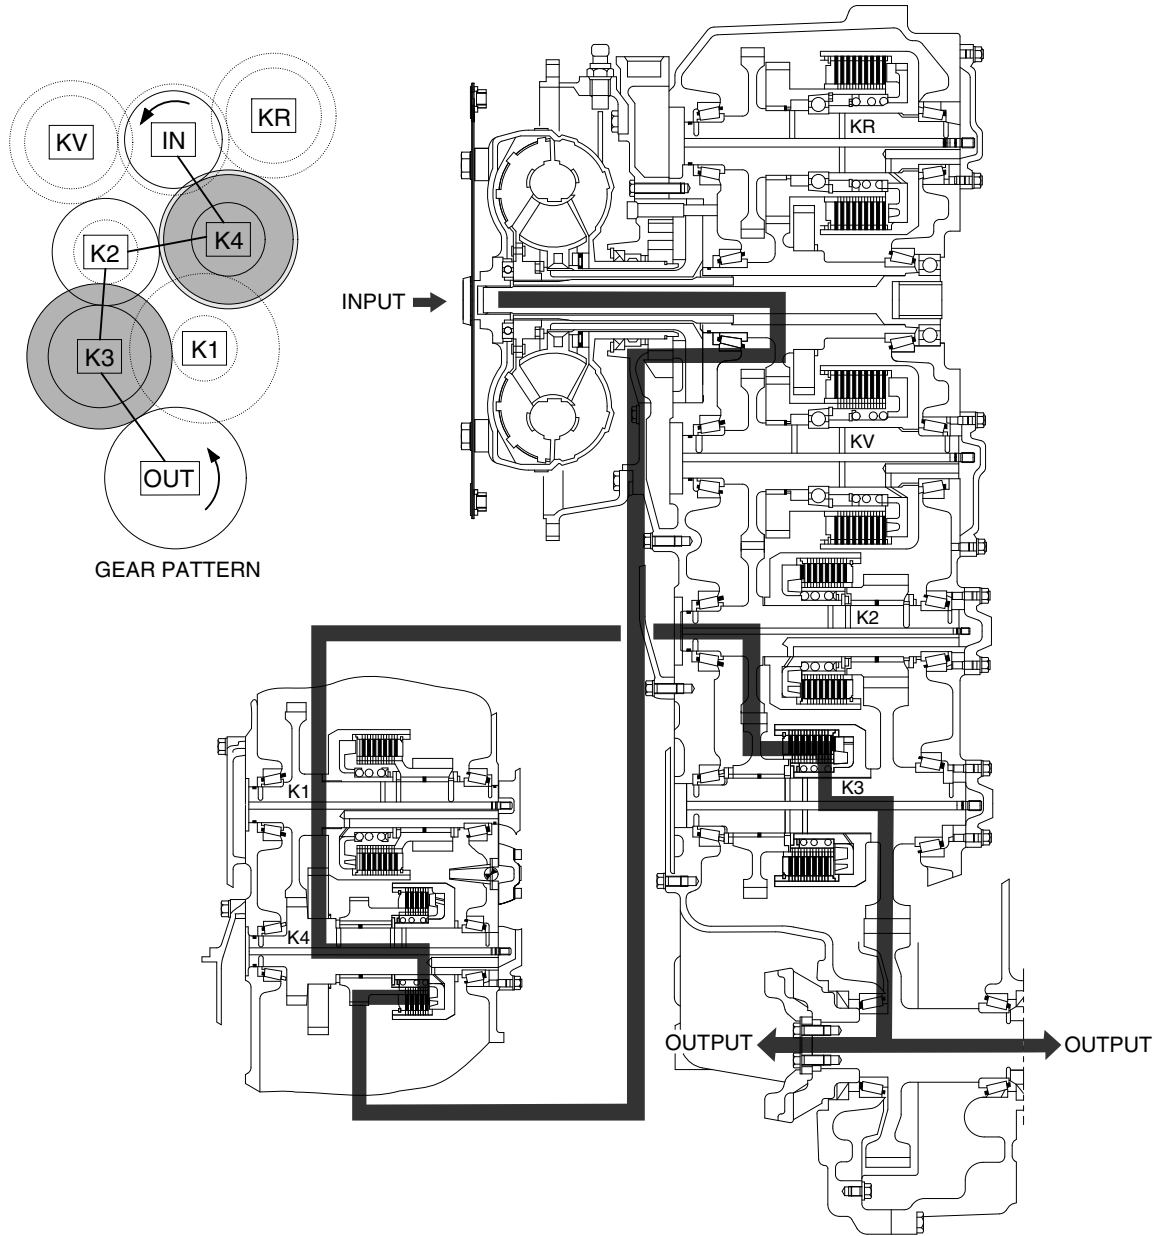 KV
IN
KR
K2
K4
K3
K1
OUT
GEAR PATTERN
INPUT
KR
KV
K2
K3
K1
K4
OUTPUT
OUTPUT